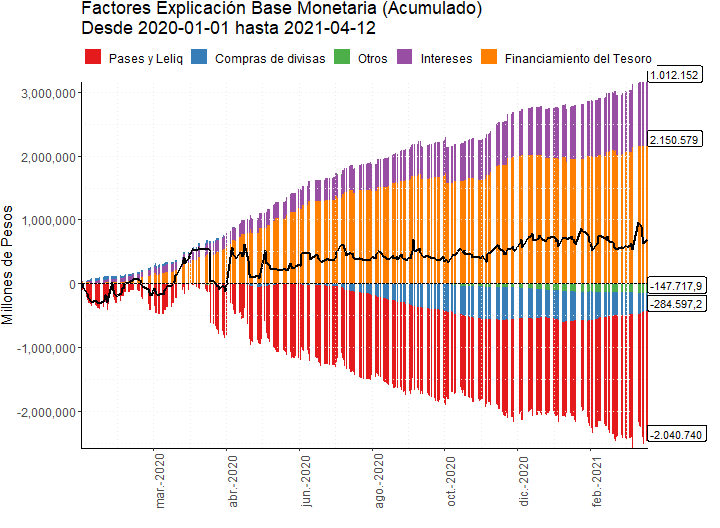 Factores Explicación Base Monetaria (Acumulado)
Desde 2020-01-01 hasta 2021-04-12
Pases y Leliq Compras de divisas Otros Intereses Financiamiento del Tesoro
1.012.152
3,000,000
2.150.579
2,000,000
1,000,000
Millones de Pesos
0
-147.717,9
-284.597,2
-1,000,000
-2,000,000
-2.040.740
mar.-2020
abr.-2020
jun.-2020
ago.-2020
oct.-2020
dic.-2020
feb.-2021